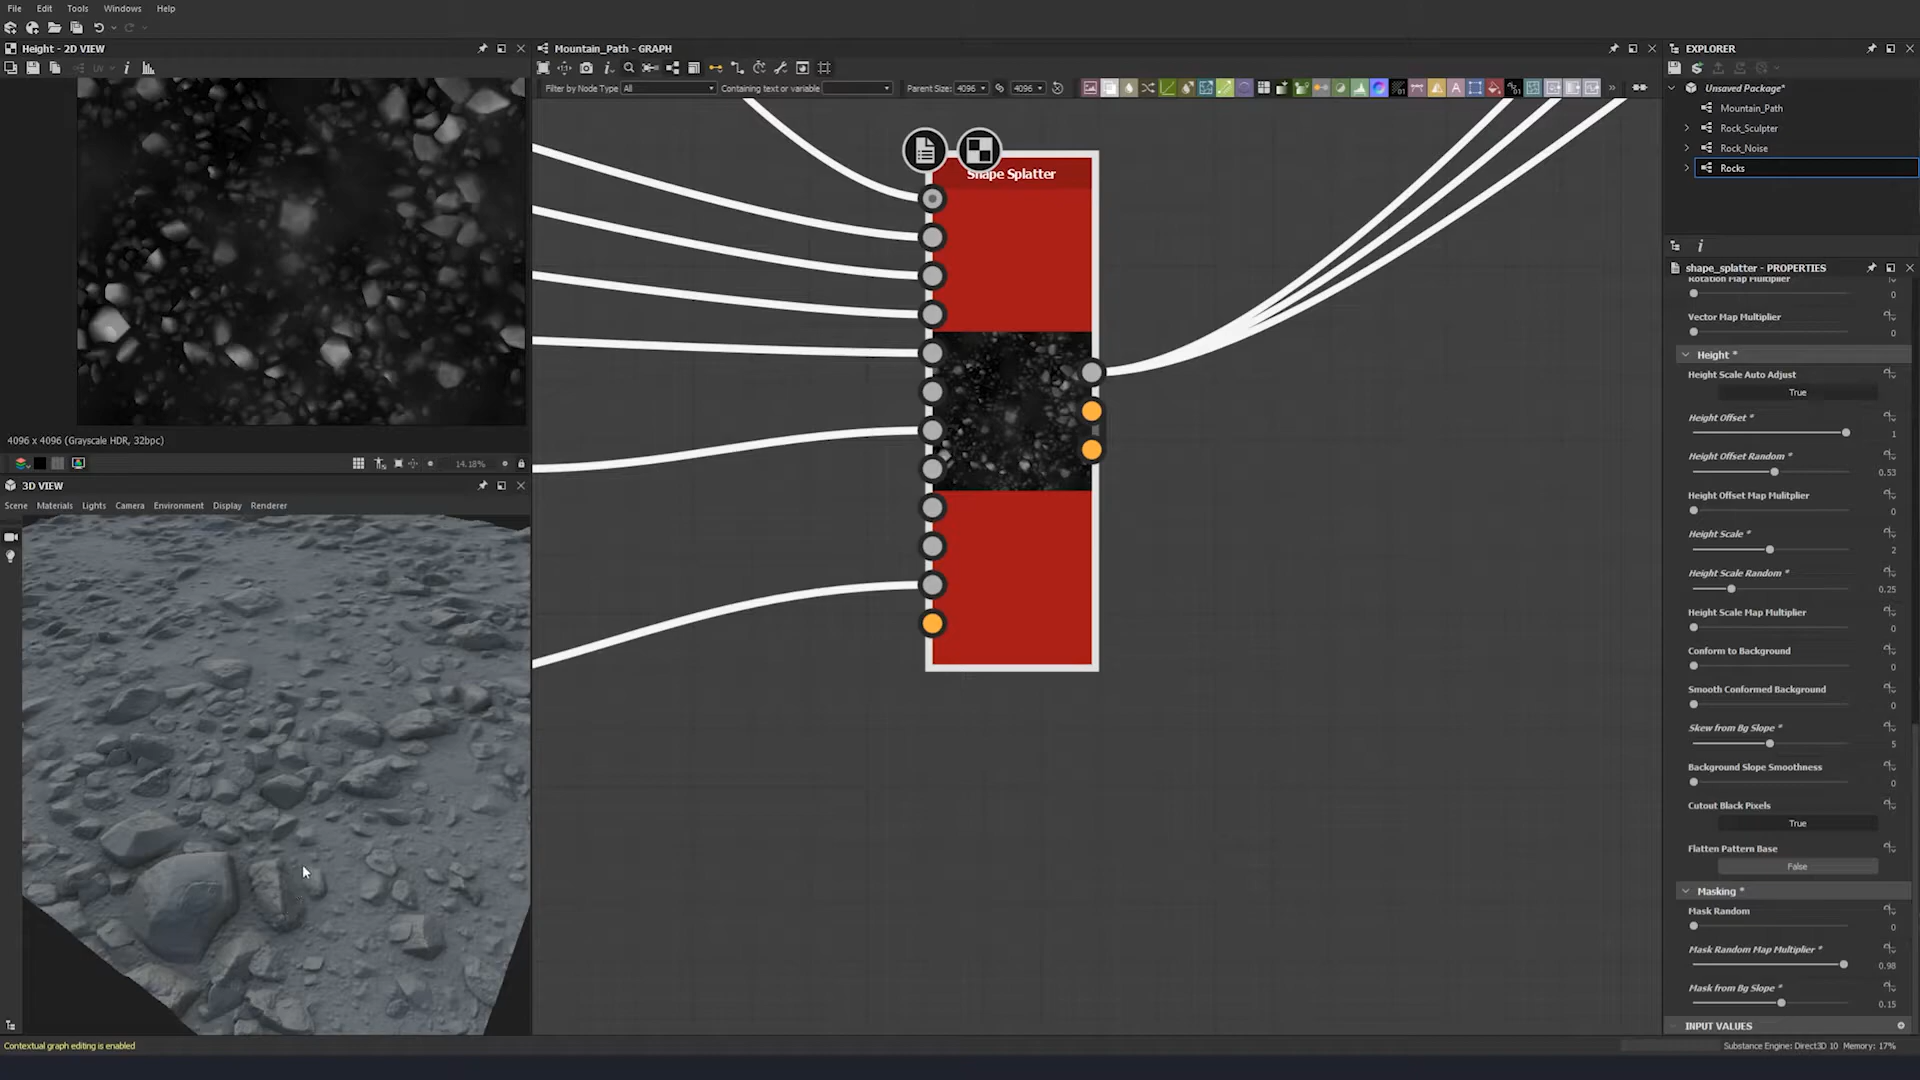 File Edit Tools Windows Help
Height - 2D VIEW
Mountain_Path - GRAPH
EXPLORER
UV
Filter by Node Type All
Containing text or variable
Parent Size: 4096
4096
Unsaved Package*
Mountain_Path
Rock_Sculpter
Rock_Noise
Rocks
Shape Splatter
shape_splatter - PROPERTIES
Rotation Map Multiplier
0
Vector Map Multiplier
0
Height *
Height Scale Auto Adjust
True
Height Offset *
1
Height Offset Random *
0.53
Height Offset Map Mulitplier
0
Height Scale *
2
Height Scale Random *
0.25
Height Scale Map Multiplier
0
Conform to Background
0
Smooth Conformed Background
0
Skew from Bg Slope *
5
Background Slope Smoothness
0
Cutout Black Pixels
True
Flatten Pattern Base
False
Masking *
Mask Random
0
Mask Random Map Multiplier *
0.98
Mask from Bg Slope *
0.15
INPUT VALUES
4096 x 4096 (Grayscale HDR, 32bpc)
14.18%
3D VIEW
Scene Materials Lights Camera Environment Display Renderer
Contextual graph editing is enabled
Substance Engine: Direct3D 10 Memory: 17%